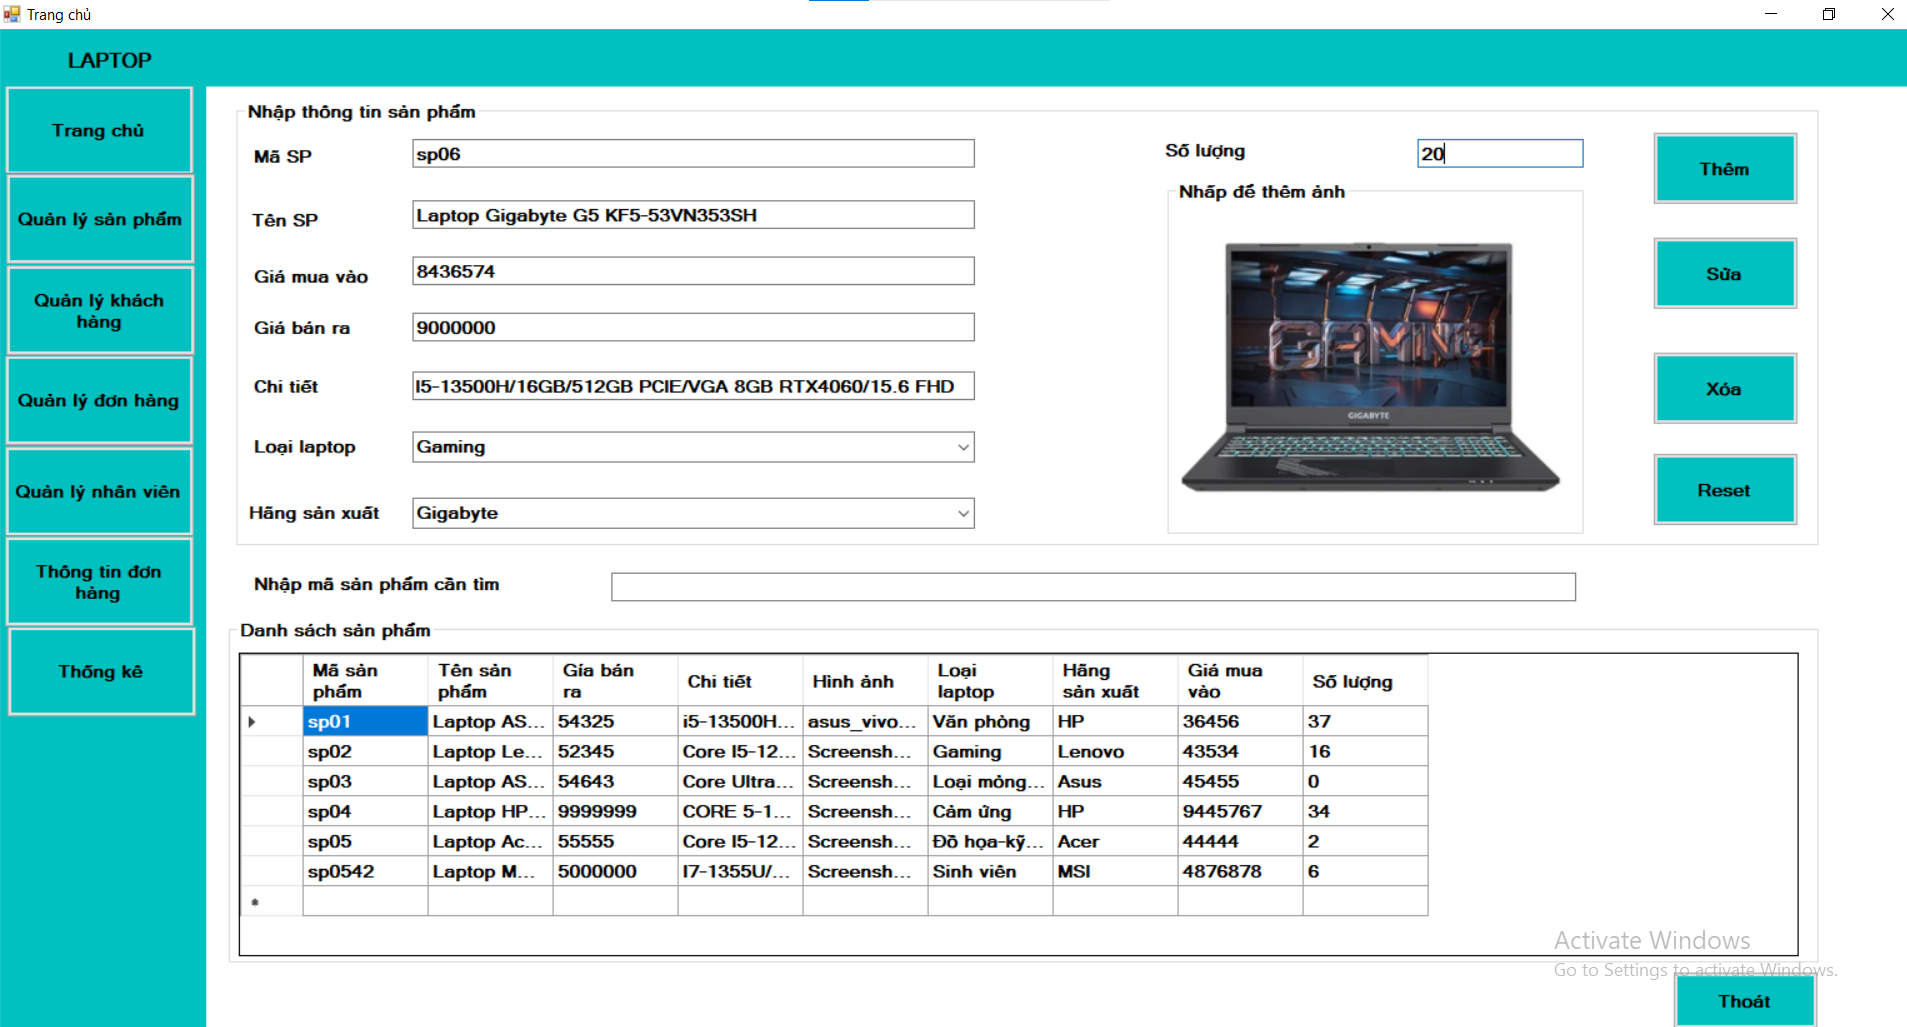 Trang chủ
LAPTOP
Trang chủ
Quản lý sản phẩm
Quản lý khách
hàng
Quản lý đơn hàng
Quản lý nhân viên
Thông tin đơn
hàng
Thống kê
Nhập thông tin sản phẩm
Mã SP
sp06
Tên SP
Laptop Gigabyte G5 KF5-53VN353SH
Giá mua vào
8436574
Giá bán ra
9000000
Chi tiết
I5-13500H/16GB/512GB PCIE/VGA 8GB RTX4060/15.6 FHD
Loại laptop
Gaming
Hãng sản xuất
Gigabyte
Số lượng
20
Nhấp để thêm ảnh
GAMING
GIGABYTE
Thêm
Sửa
Xóa
Reset
Nhập mã sản phẩm cần tìm
Danh sách sản phẩm
Mã sản phẩm Tên sản phẩm Gía bán ra Chi tiết Hình ảnh Loại laptop Hãng sản xuất Giá mua vào Số lượng
sp01 Laptop AS... 54325 i5-13500H... asus_vivo... Văn phòng HP 36456 37
sp02 Laptop Le... 52345 Core I5-12... Screensh... Gaming Lenovo 43534 16
sp03 Laptop AS... 54643 Core Ultra... Screensh... Loại mỏng... Asus 45455 0
sp04 Laptop HP... 9999999 CORE 5-1... Screensh... Cảm ứng HP 9445767 34
sp05 Laptop Ac... 55555 Core I5-12... Screensh... Đồ họa-kỹ... Acer 44444 2
sp0542 Laptop M... 5000000 I7-1355U/... Screensh... Sinh viên MSI 4876878 6
Activate Windows
Go to Settings to activate Windows.
Thoát